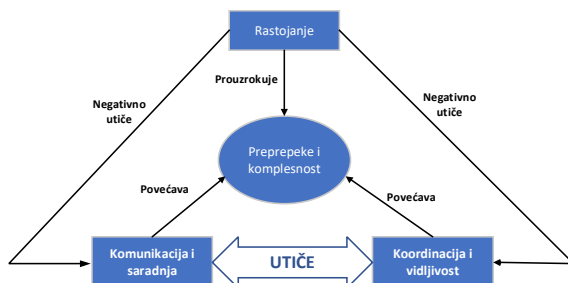 Rastojanje
Prouzrokuje
Negativno
utiče
Negativno
utiče
Preprepeke i
komplesnost
Povećava
Povećava
Komunikacija i
saradnja
UTIČE
Koordinacija i
vidljivost